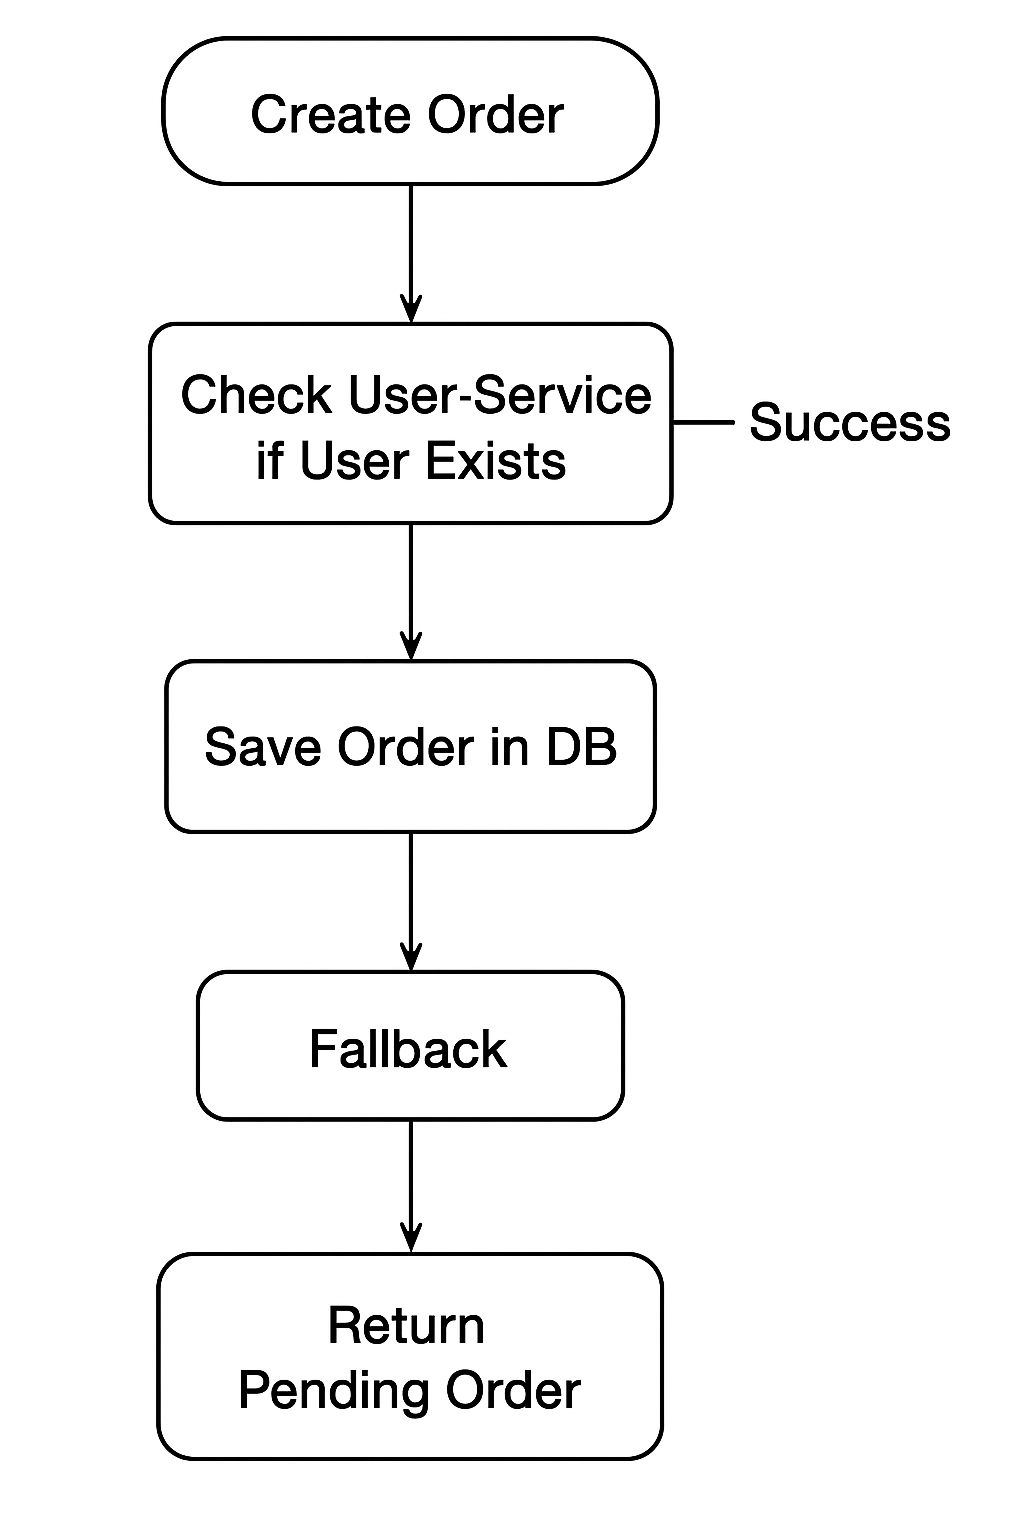 Create Order
Check User-Service
if User Exists
Success
Save Order in DB
Fallback
Return
Pending Order